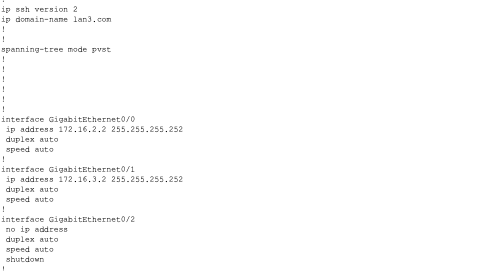 !
ip ssh version 2
ip domain-name lan3.com
!
!
spanning-tree mode pvst
!
!
!
!
!
!
interface GigabitEthernet0/0
ip address 172.16.2.2 255.255.255.252
duplex auto
speed auto
!
interface GigabitEthernet0/1
ip address 172.16.3.2 255.255.255.252
duplex auto
speed auto
!
interface GigabitEthernet0/2
no ip address
duplex auto
speed auto
shutdown
!